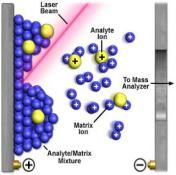 Laser
Beam
Analyte
Ion
+
+
To Mass
Analyzer
Matrix
Ion
Analyte/Matrix
Mixture
+
−